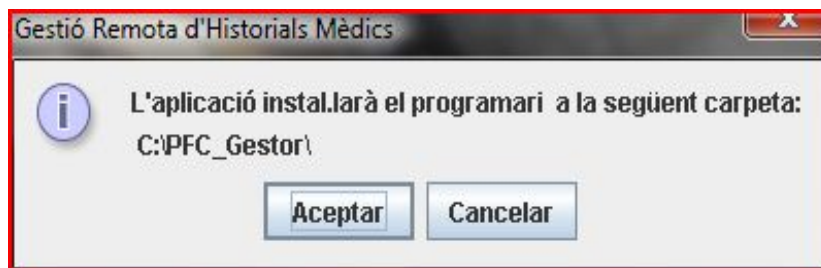 Gestió Remota d'Historials Mèdics
L'aplicació instal.larà el programari a la següent carpeta:
C:\PFC_Gestor\
Aceptar Cancelar